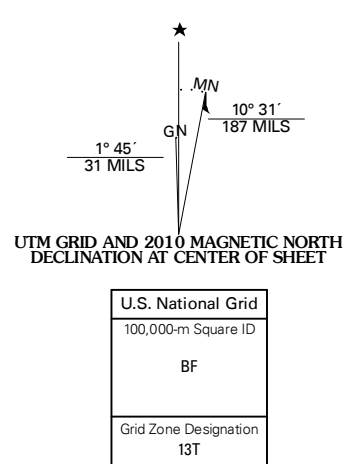 MN
10° 31´
187 MILS
GN
1° 45´
31 MILS
UTM GRID AND 2010 MAGNETIC NORTH
DECLINATION AT CENTER OF SHEET
U.S. National Grid
100,000-m Square ID
BF
Grid Zone Designation
13T